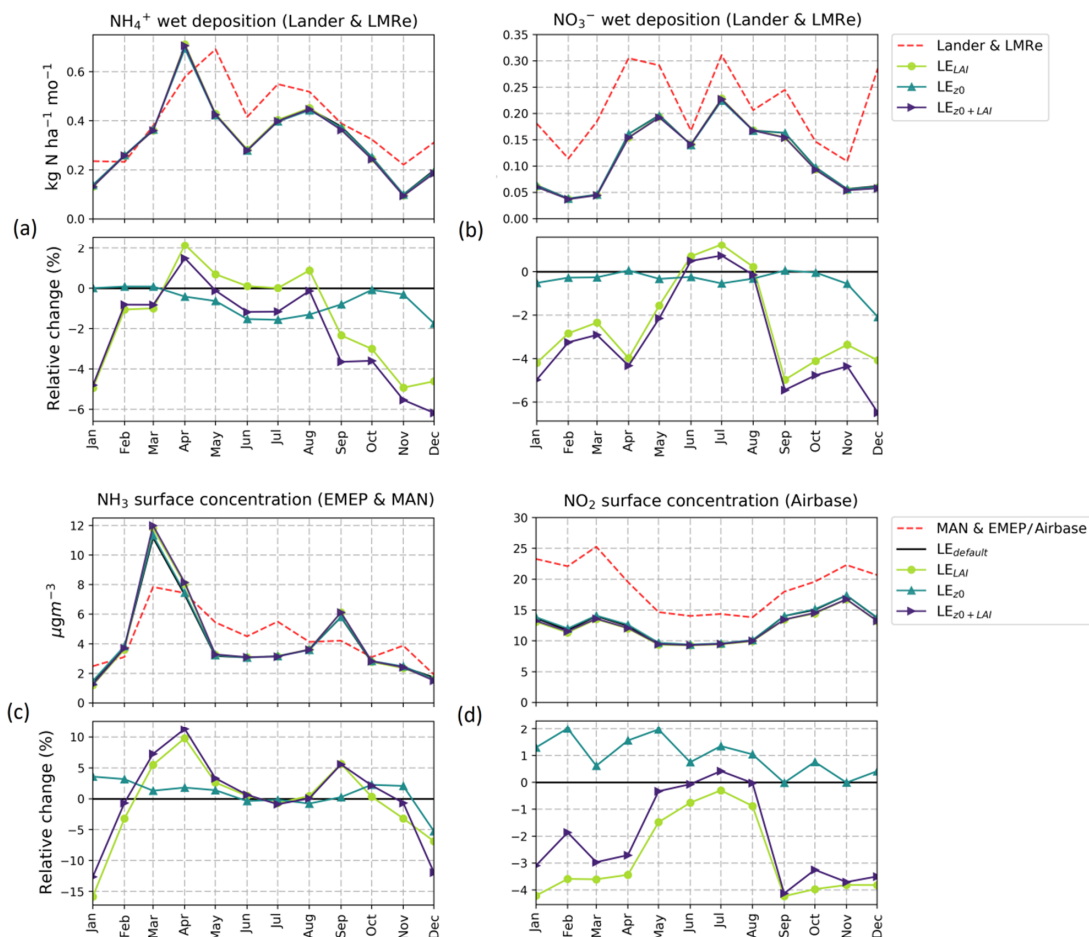 NH₄⁺ wet deposition (Lander & LMRe)
kg N ha⁻¹ mo⁻¹
0.6
0.4
0.2
0.0
(a)
Relative change (%)
2
0
−2
−4
−6
Jan Feb Mar Apr May Jun Jul Aug Sep Oct Nov Dec
NO₃⁻ wet deposition (Lander & LMRe)
0.35
0.30
0.25
0.20
0.15
0.10
0.05
0.00
Lander & LMRe
LE_LAI
LE_z0
LE_z0+LAI
(b)
0
−2
−4
−6
Jan Feb Mar Apr May Jun Jul Aug Sep Oct Nov Dec
NH₃ surface concentration (EMEP & MAN)
μgm⁻³
12
10
8
6
4
2
0
(c)
Relative change (%)
10
5
0
−5
−10
−15
Jan Feb Mar Apr May Jun Jul Aug Sep Oct Nov Dec
NO₂ surface concentration (Airbase)
30
25
20
15
10
5
0
MAN & EMEP/Airbase
LE_default
LE_LAI
LE_z0
LE_z0+LAI
(d)
2
1
0
−1
−2
−3
−4
Jan Feb Mar Apr May Jun Jul Aug Sep Oct Nov Dec